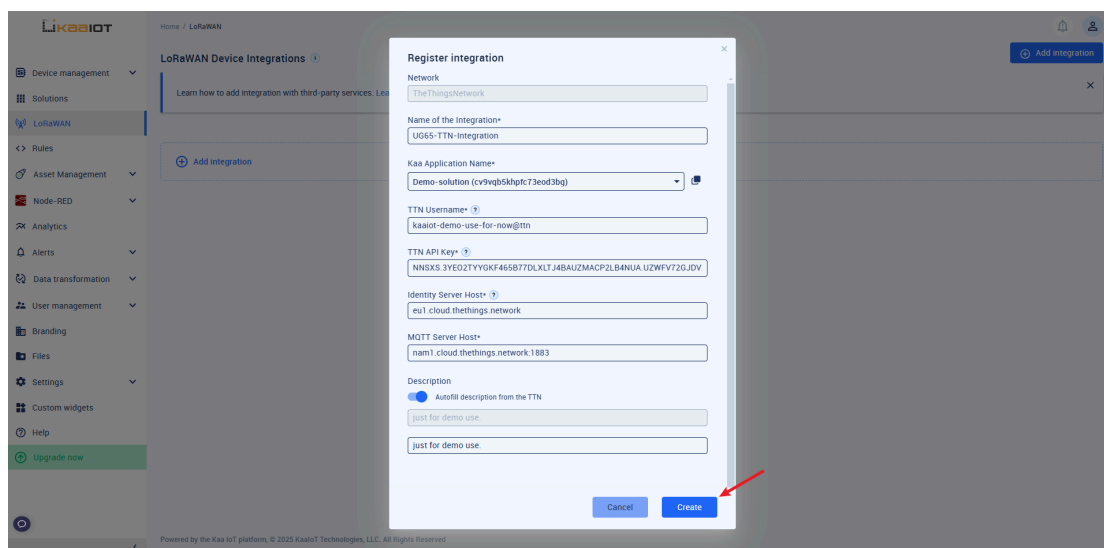 KaaIoT
Home / LoRaWAN
LoRaWAN Device Integrations
Add integration
Learn how to add integration with third-party services. Lea
Add integration
Device management
Solutions
LoRaWAN
Rules
Asset Management
Node-RED
Analytics
Alerts
Data transformation
User management
Branding
Files
Settings
Custom widgets
Help
Upgrade now
Register integration
Network
TheThingsNetwork
Name of the Integration*
UG65-TTN-Integration
Kaa Application Name*
Demo-solution (cv9vqb5khpfc73eod3bg)
TTN Username* ?
kaaiot-demo-use-for-now@ttn
TTN API Key* ?
NNSXS.3YEO2TYYGKF465B77DLXLTJ4BAUZMACP2LB4NUA.UZWFV72GJDV
Identity Server Host* ?
eu1.cloud.thethings.network
MQTT Server Host*
nam1.cloud.thethings.network:1883
Description
Autofill description from the TTN
just for demo use.
just for demo use.
Cancel
Create
Powered by the Kaa IoT platform, © 2025 KaaIoT Technologies, LLC. All Rights Reserved